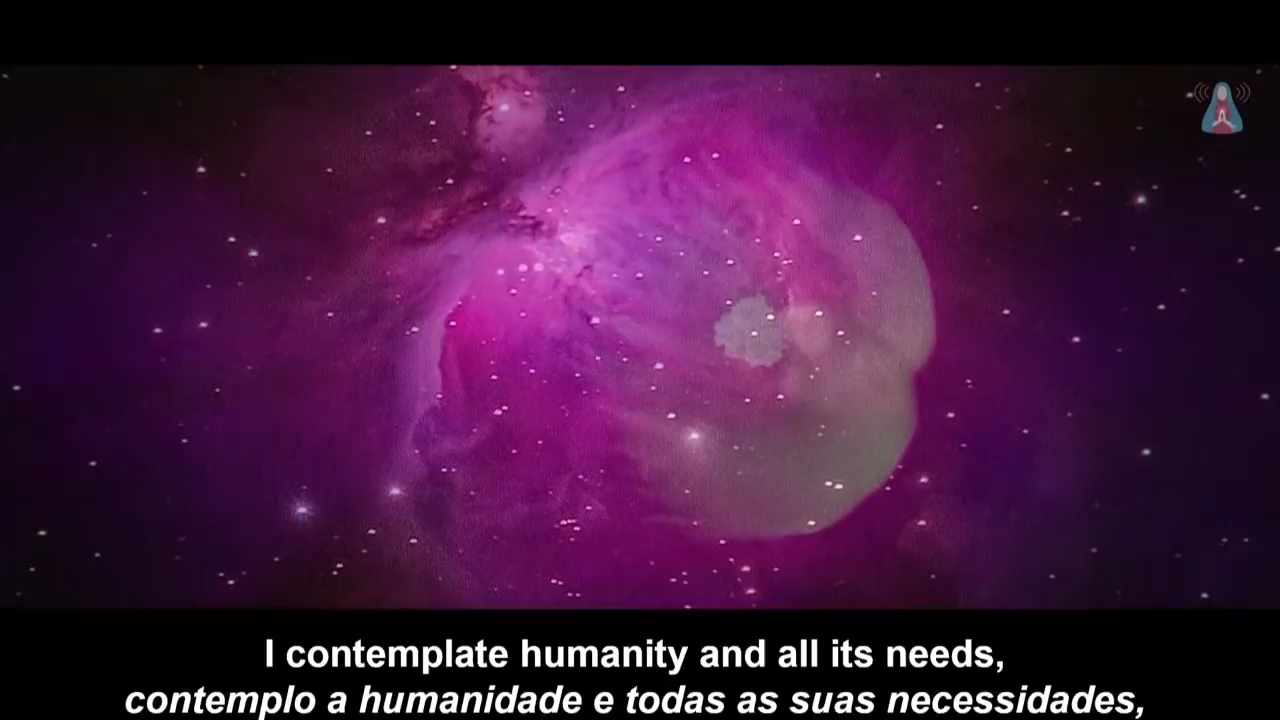 I contemplate humanity and all its needs,
contemplo a humanidade e todas as suas necessidades,